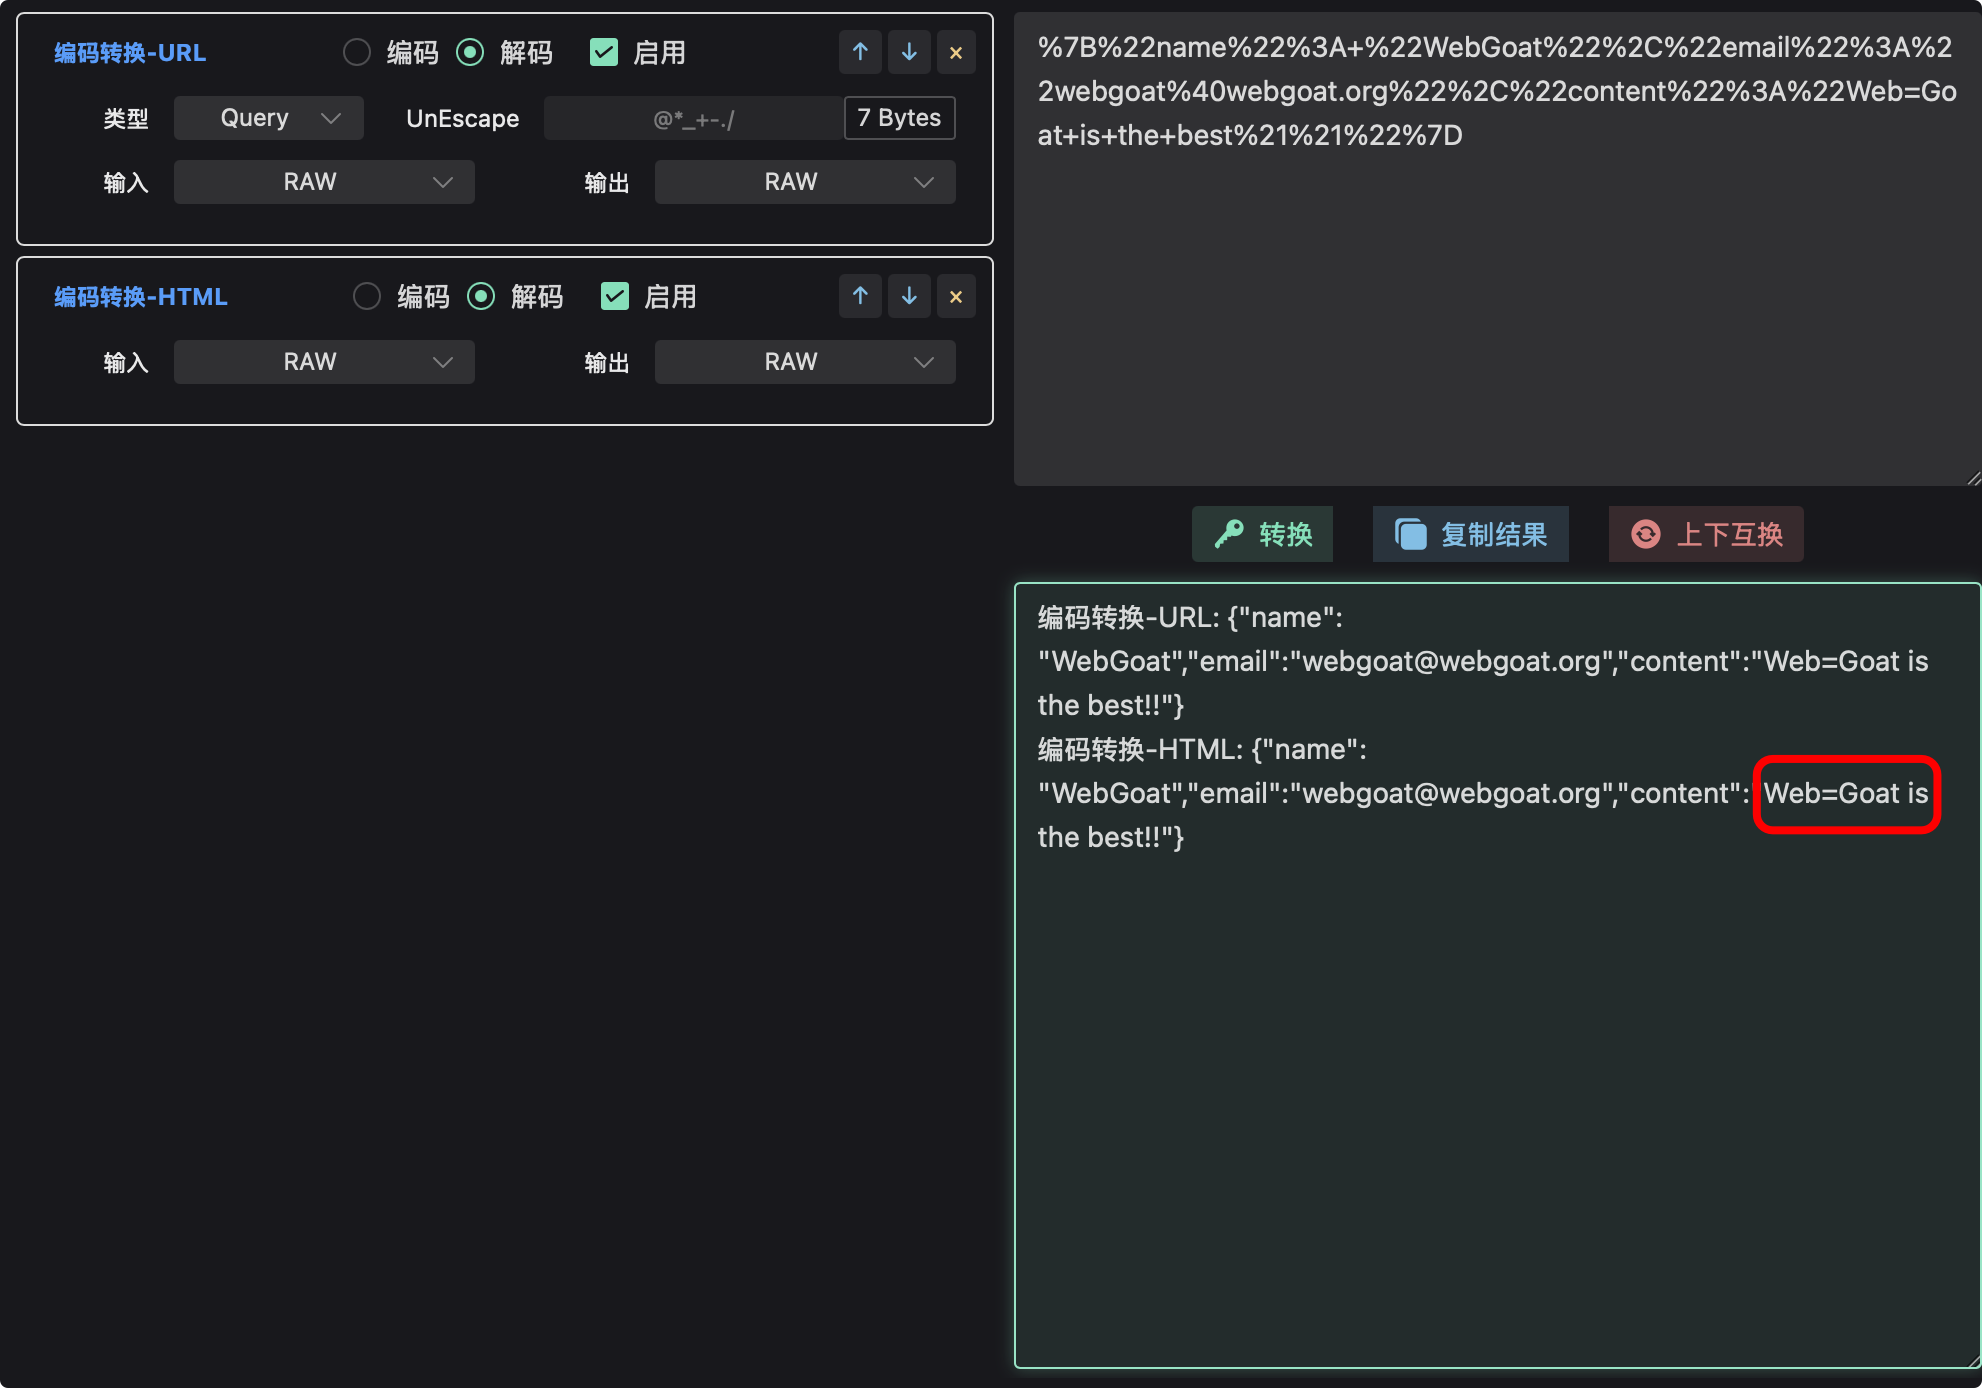 编码转换-URL 编码 解码 启用
类型 Query UnEscape @*_+-./ 7 Bytes
输入 RAW 输出 RAW
编码转换-HTML 编码 解码 启用
输入 RAW 输出 RAW
%7B%22name%22%3A+%22WebGoat%22%2C%22email%22%3A%2
2webgoat%40webgoat.org%22%2C%22content%22%3A%22Web=Go
at+is+the+best%21%21%22%7D
转换 复制结果 上下互换
编码转换-URL: {"name":
"WebGoat","email":"webgoat@webgoat.org","content":"Web=Goat is
the best!!"}
编码转换-HTML: {"name":
"WebGoat","email":"webgoat@webgoat.org","content":"Web=Goat is
the best!!"}